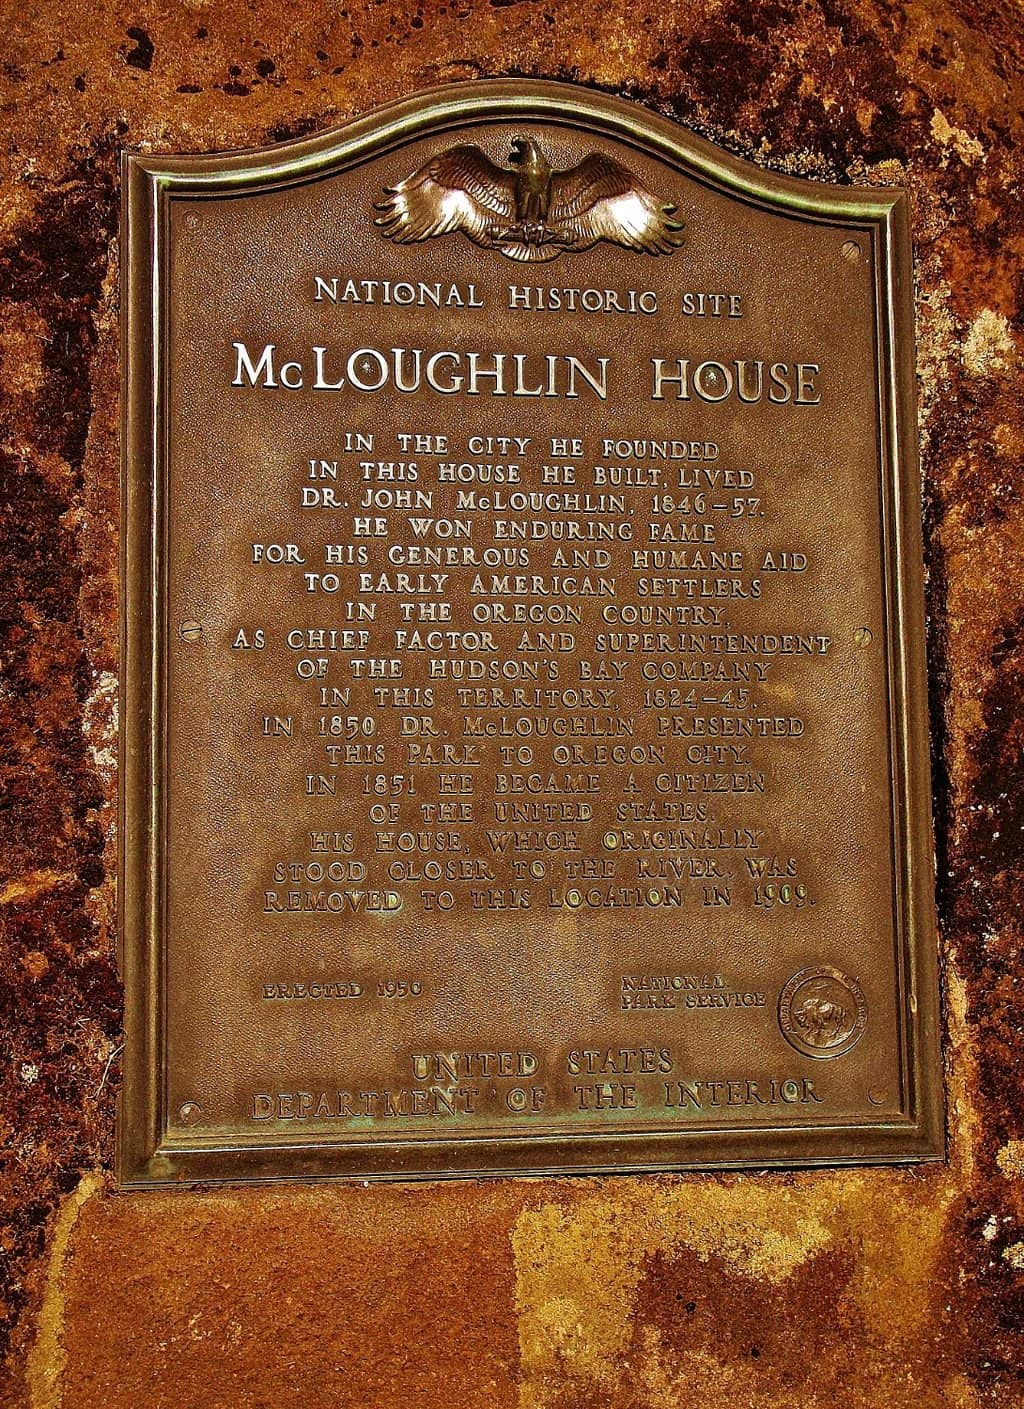 NATIONAL HISTORIC SITE
McLOUGHLIN HOUSE
IN THE CITY HE FOUNDED
IN THIS HOUSE HE BUILT, LIVED
DR. JOHN McLOUGHLIN, 1846-57.
HE WON ENDURING FAME
FOR HIS GENEROUS AND HUMANE AID
TO EARLY AMERICAN SETTLERS
IN THE OREGON COUNTRY,
AS CHIEF FACTOR AND SUPERINTENDENT
OF THE HUDSON'S BAY COMPANY
IN THIS TERRITORY, 1824-45.
IN 1850 DR. McLOUGHLIN PRESENTED
THIS PARK TO OREGON CITY.
IN 1851 HE BECAME A CITIZEN
OF THE UNITED STATES.
HIS HOUSE, WHICH ORIGINALLY
STOOD CLOSER TO THE RIVER, WAS
REMOVED TO THIS LOCATION IN 1909.
ERECTED 1950
NATIONAL
PARK SERVICE
UNITED STATES
DEPARTMENT OF THE INTERIOR